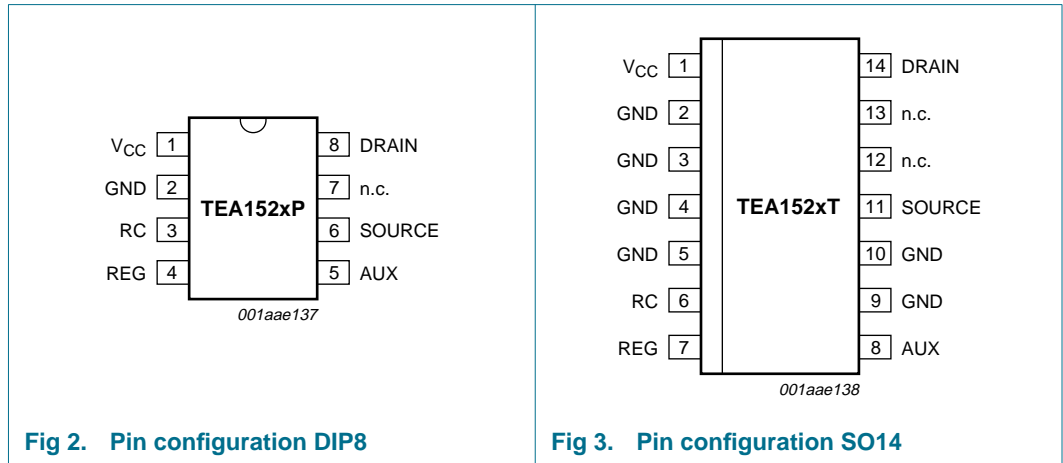 VCC 1 8 DRAIN
GND 2 7 n.c.
TEA152xP
RC 3 6 SOURCE
REG 4 5 AUX
001aae137
Fig 2. Pin configuration DIP8
VCC 1 14 DRAIN
GND 2 13 n.c.
GND 3 12 n.c.
GND 4 TEA152xT 11 SOURCE
GND 5 10 GND
RC 6 9 GND
REG 7 8 AUX
001aae138
Fig 3. Pin configuration SO14